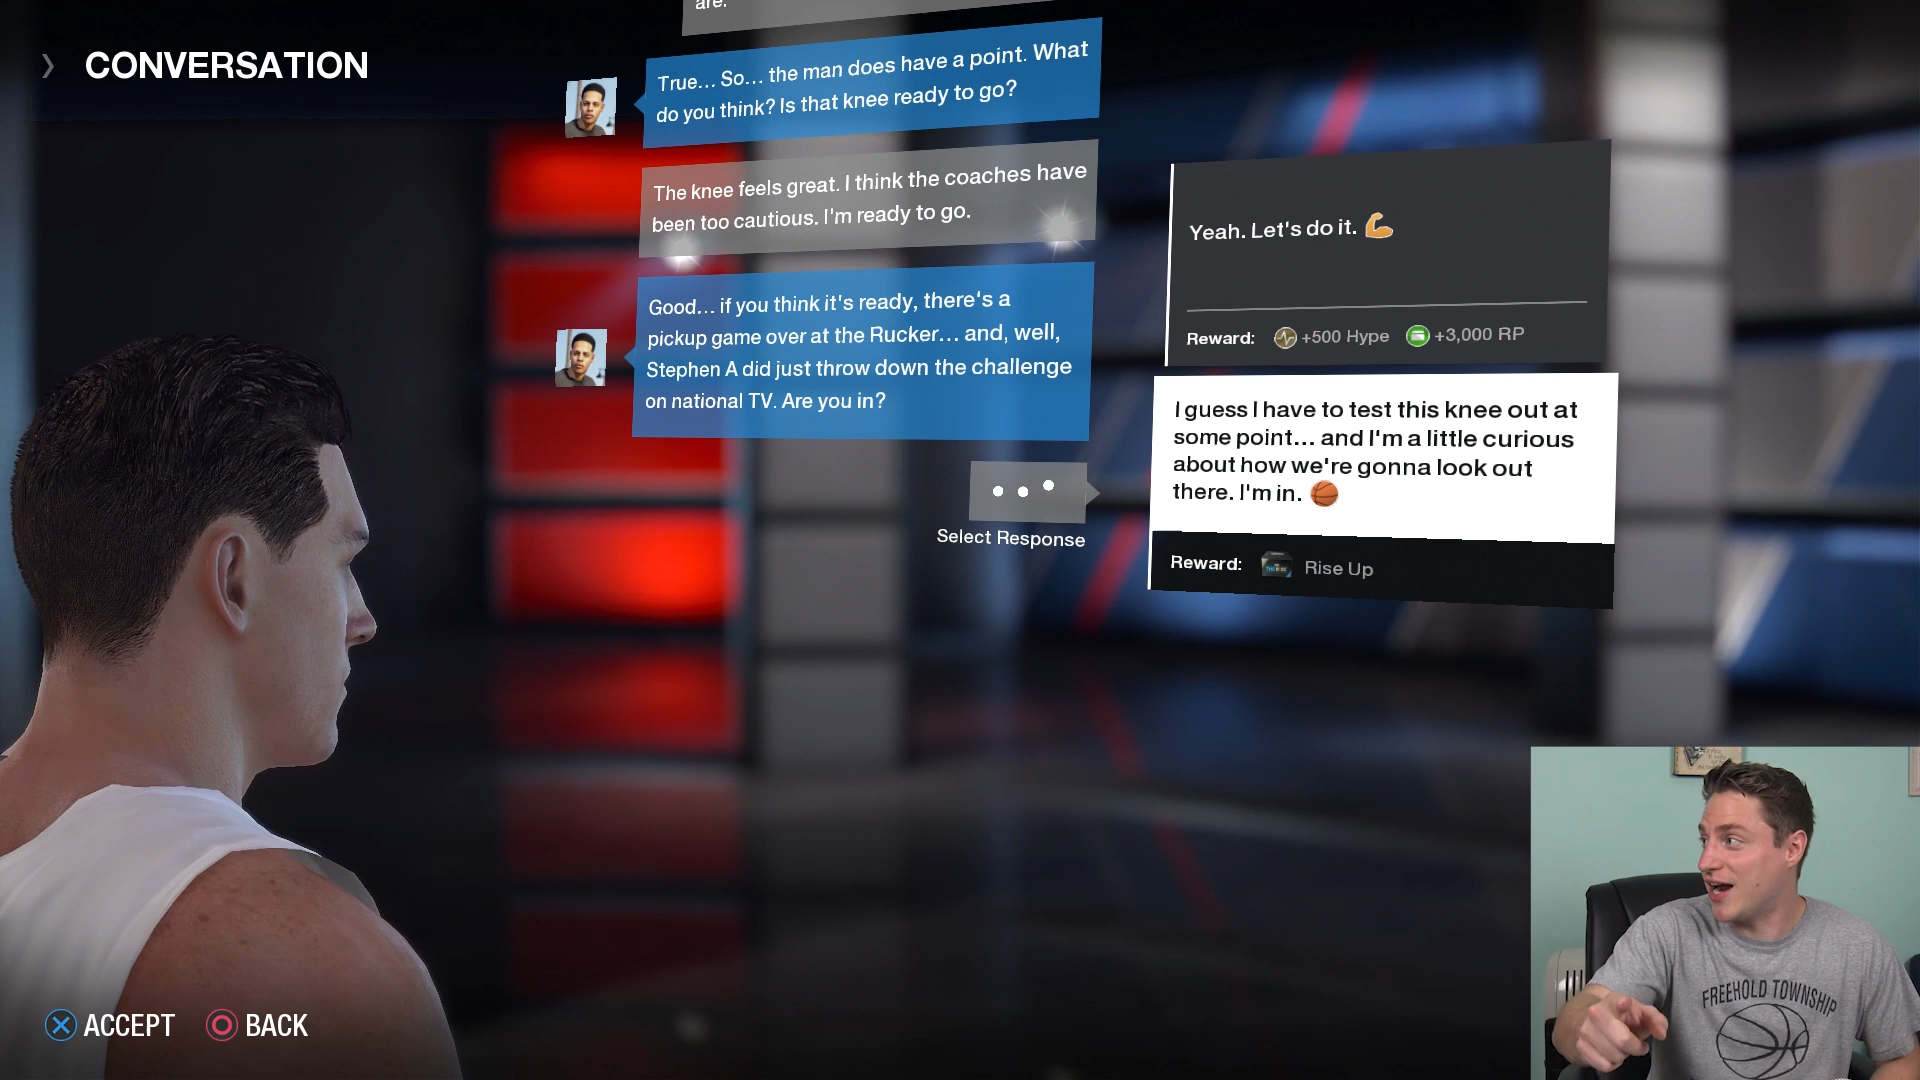 CONVERSATION
are.
True... So... the man does have a point. What
do you think? Is that knee ready to go?
The knee feels great. I think the coaches have
been too cautious. I'm ready to go.
Good... if you think it's ready, there's a
pickup game over at the Rucker... and, well,
Stephen A did just throw down the challenge
on national TV. Are you in?
Select Response
Yeah. Let's do it. 💪
Reward: +500 Hype +3,000 RP
I guess I have to test this knee out at
some point... and I'm a little curious
about how we're gonna look out
there. I'm in. 🏀
Reward: Rise Up
ACCEPT BACK
FREEHOLD TOWNSHIP